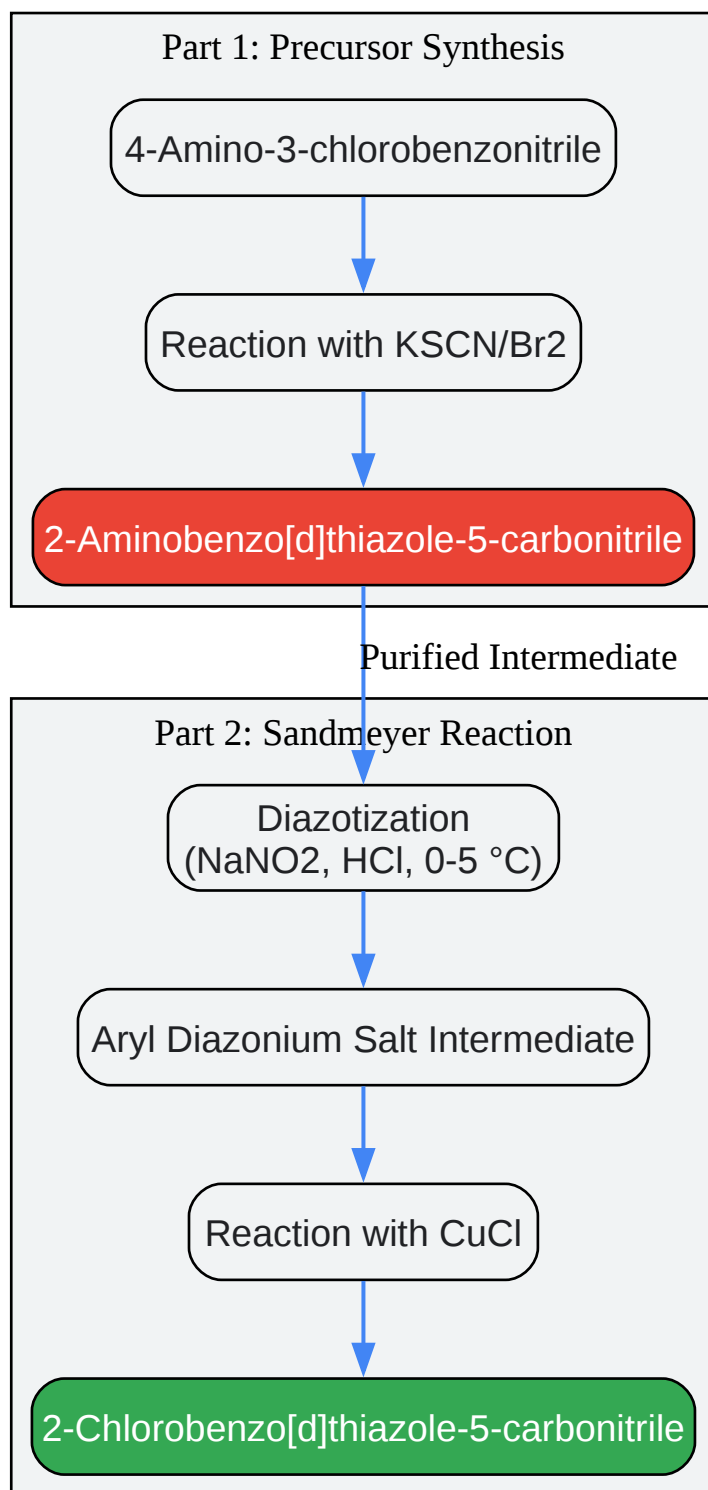 Part 1: Precursor Synthesis
4-Amino-3-chlorobenzonitrile
Reaction with KSCN/Br2
2-Aminobenzo[d]thiazole-5-carbonitrile
Purified Intermediate
Part 2: Sandmeyer Reaction
Diazotization
(NaNO2, HCl, 0-5 °C)
Aryl Diazonium Salt Intermediate
Reaction with CuCl
2-Chlorobenzo[d]thiazole-5-carbonitrile